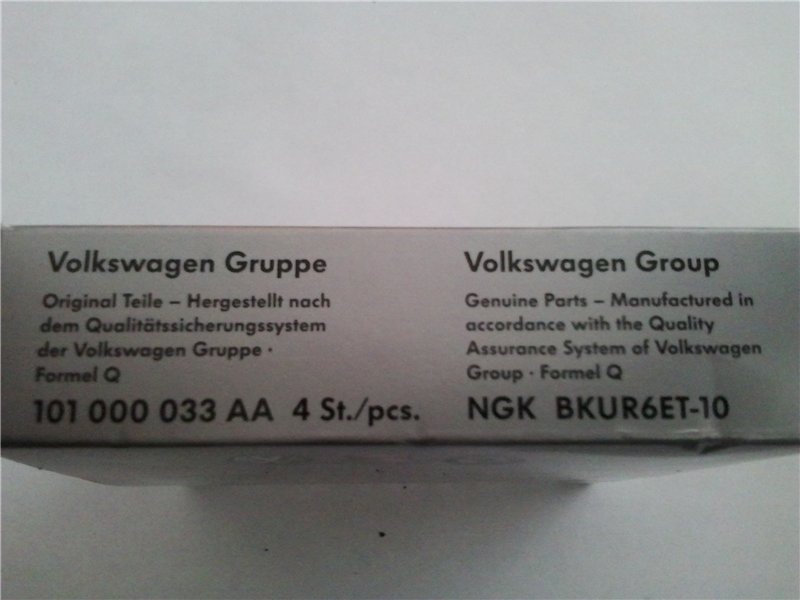 Volkswagen Gruppe
Original Teile – Hergestellt nach
dem Qualitätssicherungssystem
der Volkswagen Gruppe ·
Formel Q
101 000 033 AA 4 St./pcs.
Volkswagen Group
Genuine Parts – Manufactured in
accordance with the Quality
Assurance System of Volkswagen
Group · Formel Q
NGK BKUR6ET-10